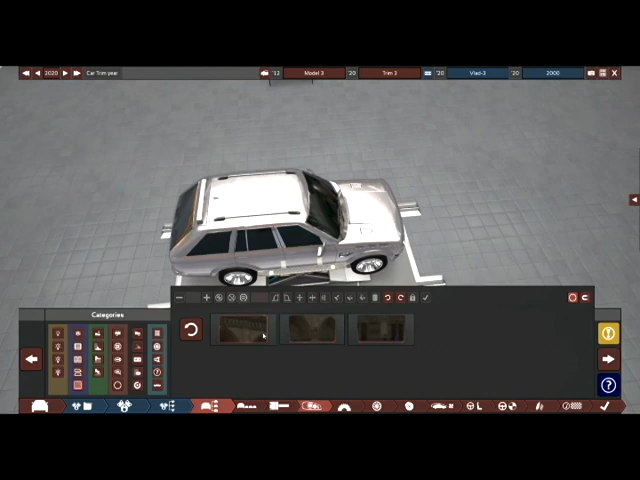 2020 Car Trim year '12 Model 3 '20 Trim 3 '20 Vlad-3 '20 2000 X
Categories
L